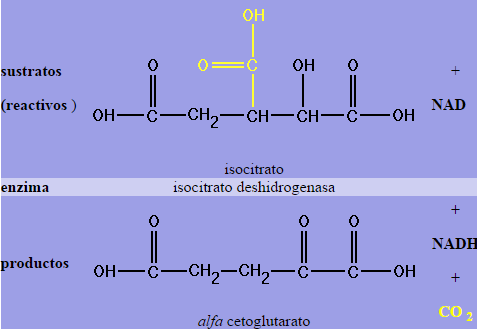 OH
O C O OH O
sustratos +
(reactivos ) NAD
OH C CH2 CH CH C OH
isocitrato
enzima isocitrato deshidrogenasa
O O O +
NADH
productos OH C CH2 CH2 C C OH
+
CO 2
alfa cetoglutarato